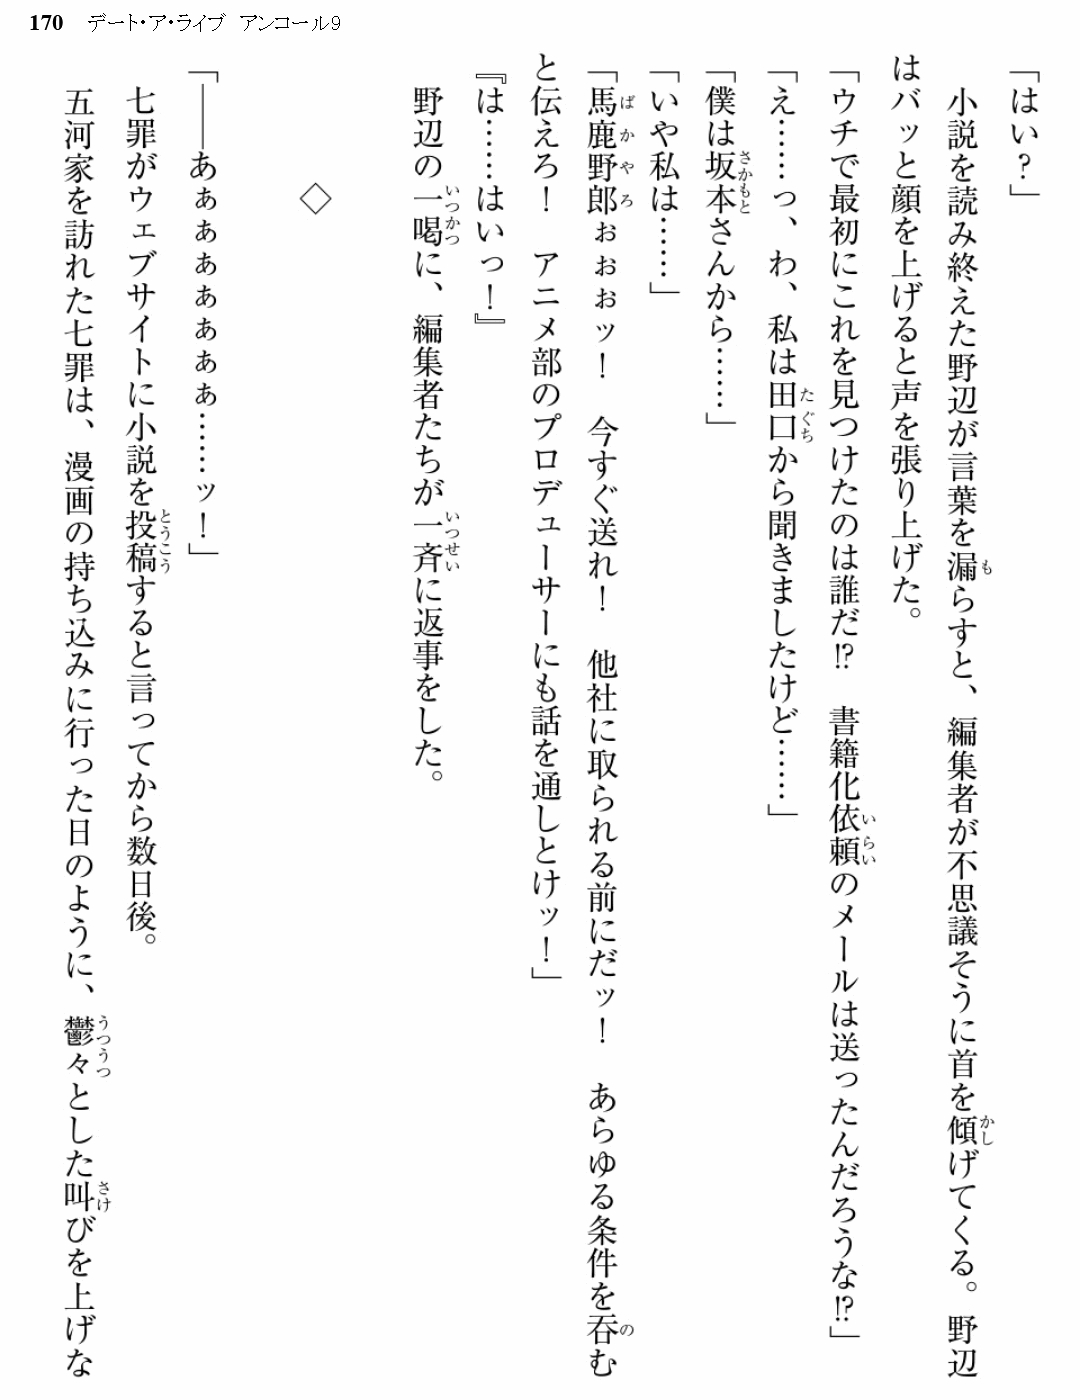 170 デート・ア・ライブ アンコール9
「はい？」
小説を読み終えた野辺が言葉を漏らすと、編集者が不思議そうに首を傾げてくる。野辺
はバッと顔を上げると声を張り上げた。
「ウチで最初にこれを見つけたのは誰だ⁉ 書籍化依頼のメールは送ったんだろうな⁉」
「え……っ、わ、私は田口から聞きましたけど……」
「僕は坂本さんから……」
「いや私は……」
「馬鹿野郎ぉぉぉッ！ 今すぐ送れ！ 他社に取られる前にだッ！ あらゆる条件を呑む
と伝えろ！ アニメ部のプロデューサーにも話を通しとけッ！」
『は……はいっ！』
野辺の一喝に、編集者たちが一斉に返事をした。
◇
「――あぁぁぁぁぁぁぁ……ッ！」
七罪がウェブサイトに小説を投稿すると言ってから数日後。
五河家を訪れた七罪は、漫画の持ち込みに行った日のように、鬱々とした叫びを上げな